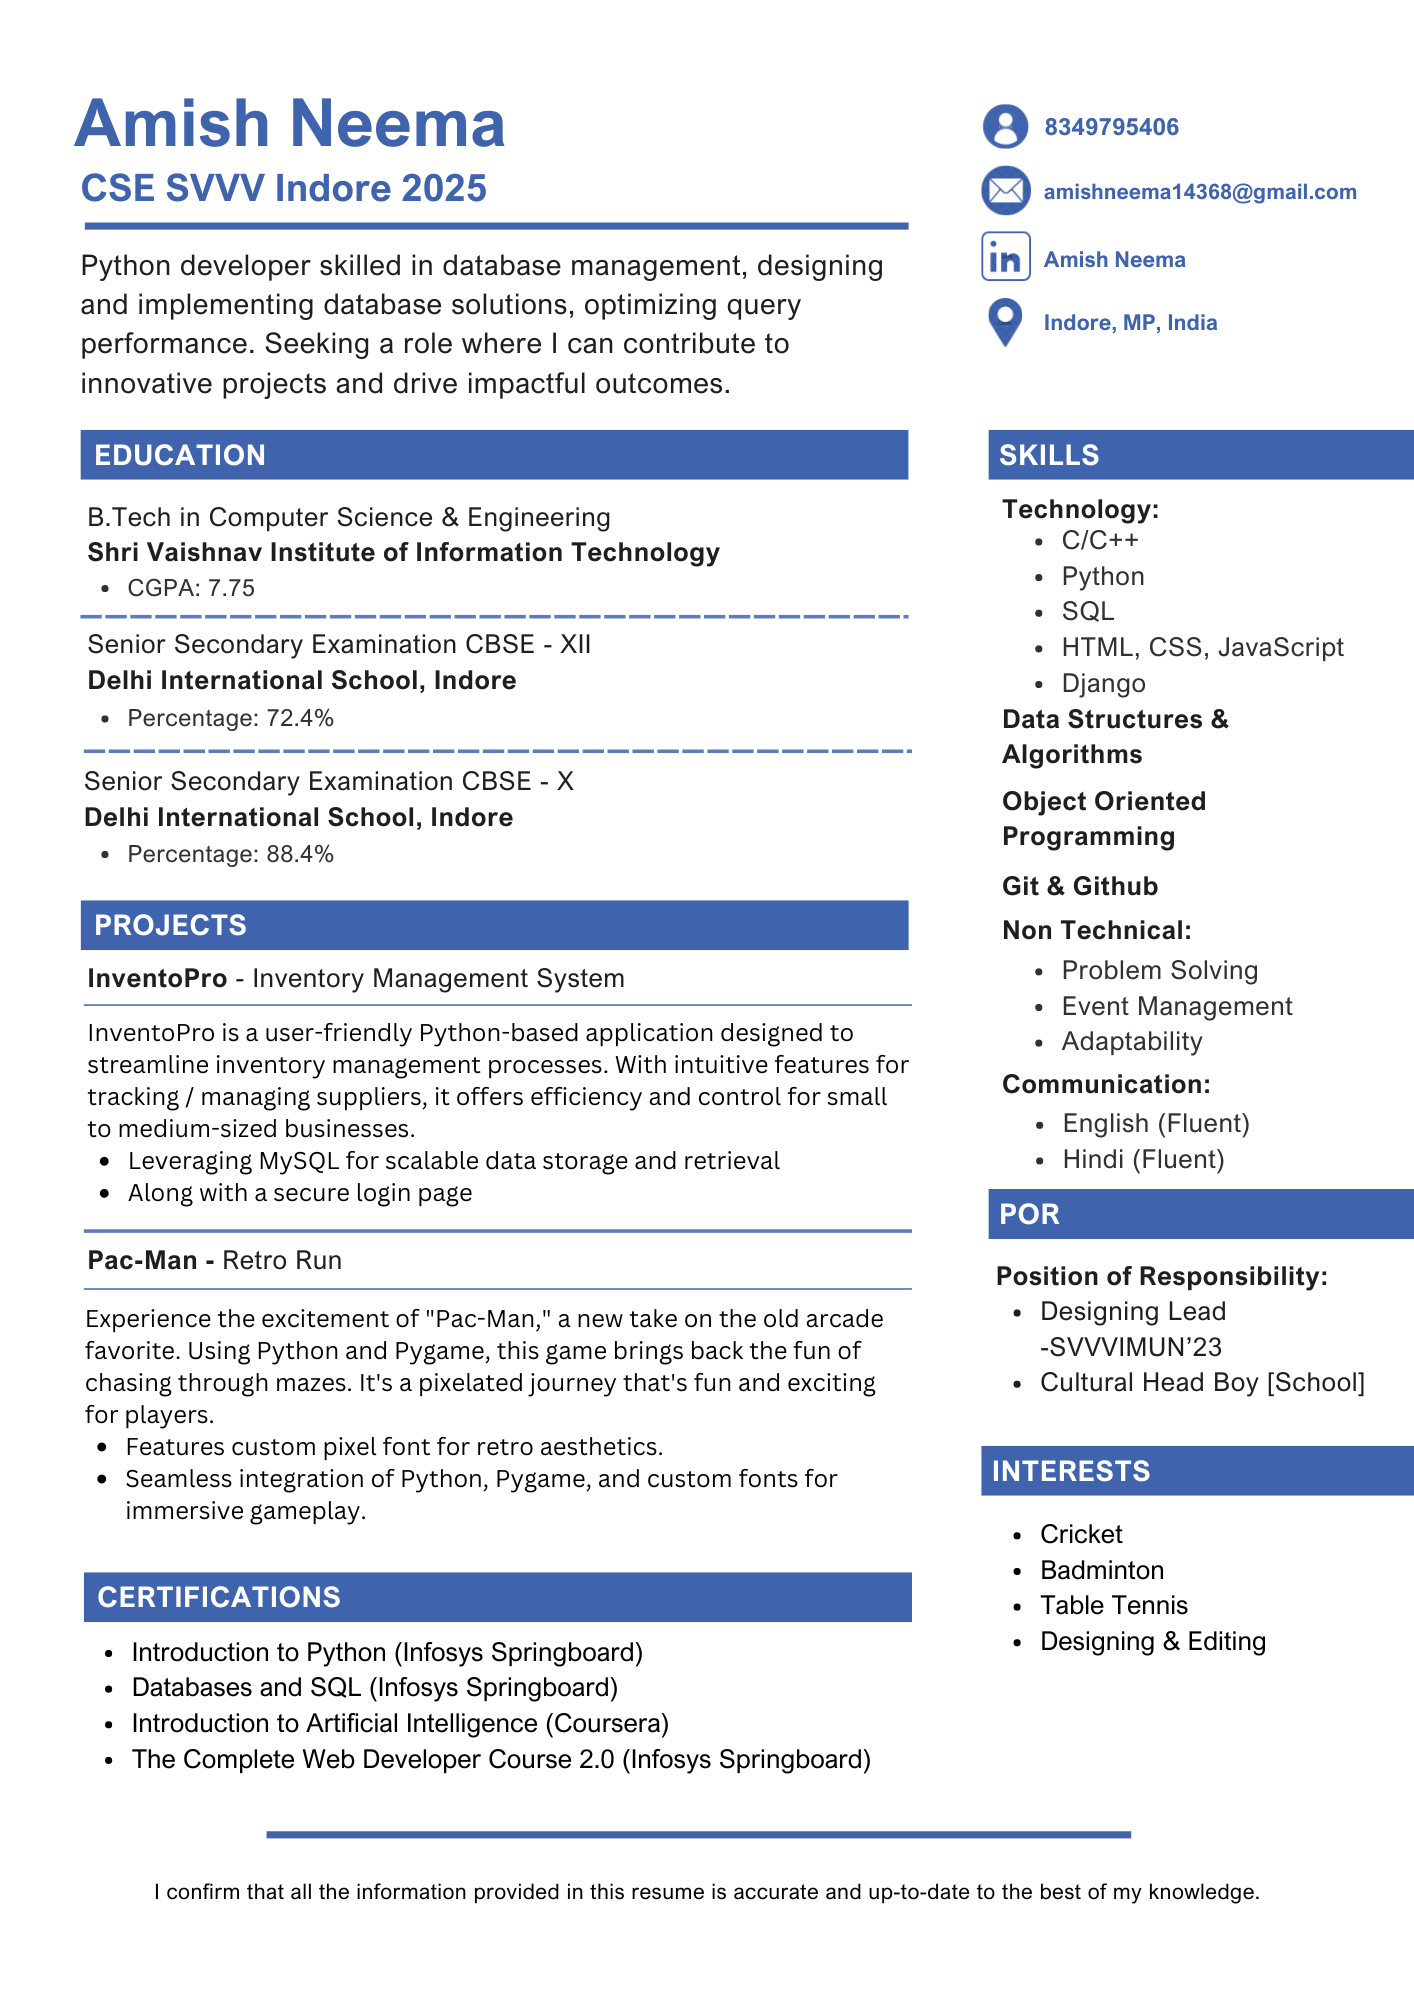 Amish Neema
CSE SVVV Indore 2025
Python developer skilled in database management, designing
and implementing database solutions, optimizing query
performance. Seeking a role where I can contribute to
innovative projects and drive impactful outcomes.
8349795406
amishneema14368@gmail.com
in
Amish Neema
Indore, MP, India
EDUCATION
B.Tech in Computer Science & Engineering
Shri Vaishnav Institute of Information Technology
• CGPA: 7.75
Senior Secondary Examination CBSE - XII
Delhi International School, Indore
• Percentage: 72.4%
Senior Secondary Examination CBSE - X
Delhi International School, Indore
• Percentage: 88.4%
PROJECTS
InventoPro - Inventory Management System
InventoPro is a user-friendly Python-based application designed to
streamline inventory management processes. With intuitive features for
tracking / managing suppliers, it offers efficiency and control for small
to medium-sized businesses.
• Leveraging MySQL for scalable data storage and retrieval
• Along with a secure login page
Pac-Man - Retro Run
Experience the excitement of "Pac-Man," a new take on the old arcade
favorite. Using Python and Pygame, this game brings back the fun of
chasing through mazes. It's a pixelated journey that's fun and exciting
for players.
• Features custom pixel font for retro aesthetics.
• Seamless integration of Python, Pygame, and custom fonts for
immersive gameplay.
CERTIFICATIONS
• Introduction to Python (Infosys Springboard)
• Databases and SQL (Infosys Springboard)
• Introduction to Artificial Intelligence (Coursera)
• The Complete Web Developer Course 2.0 (Infosys Springboard)
SKILLS
Technology:
• C/C++
• Python
• SQL
• HTML, CSS, JavaScript
• Django
Data Structures &
Algorithms
Object Oriented
Programming
Git & Github
Non Technical:
• Problem Solving
• Event Management
• Adaptability
Communication:
• English (Fluent)
• Hindi (Fluent)
POR
Position of Responsibility:
• Designing Lead
-SVVVIMUN’23
• Cultural Head Boy [School]
INTERESTS
• Cricket
• Badminton
• Table Tennis
• Designing & Editing
I confirm that all the information provided in this resume is accurate and up-to-date to the best of my knowledge.